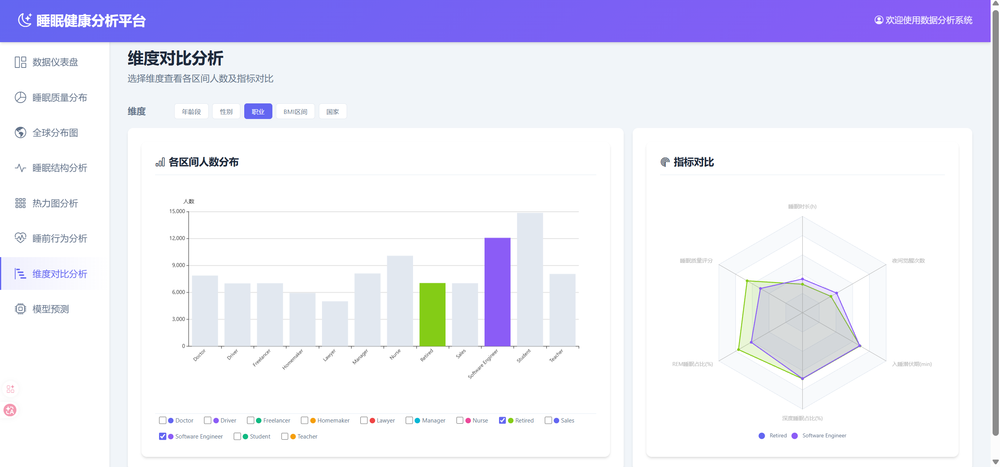 睡眠健康分析平台
欢迎使用数据分析系统
数据仪表盘
睡眠质量分布
全球分布图
睡眠结构分析
热力图分析
睡前行为分析
维度对比分析
模型预测
维度对比分析
选择维度查看各区间人数及指标对比
维度 年龄段 性别 职业 BMI区间 国家
各区间人数分布
人数
15,000
12,000
9,000
6,000
3,000
0
Doctor Driver Freelancer Homemaker Lawyer Manager Nurse Retired Sales Software Engineer Student Teacher
Doctor Driver Freelancer Homemaker Lawyer Manager Nurse Retired Sales
Software Engineer Student Teacher
指标对比
睡眠时长(h)
睡眠质量评分 夜间觉醒次数
REM睡眠占比(%) 入睡潜伏期(min)
深度睡眠占比(%)
Retired Software Engineer